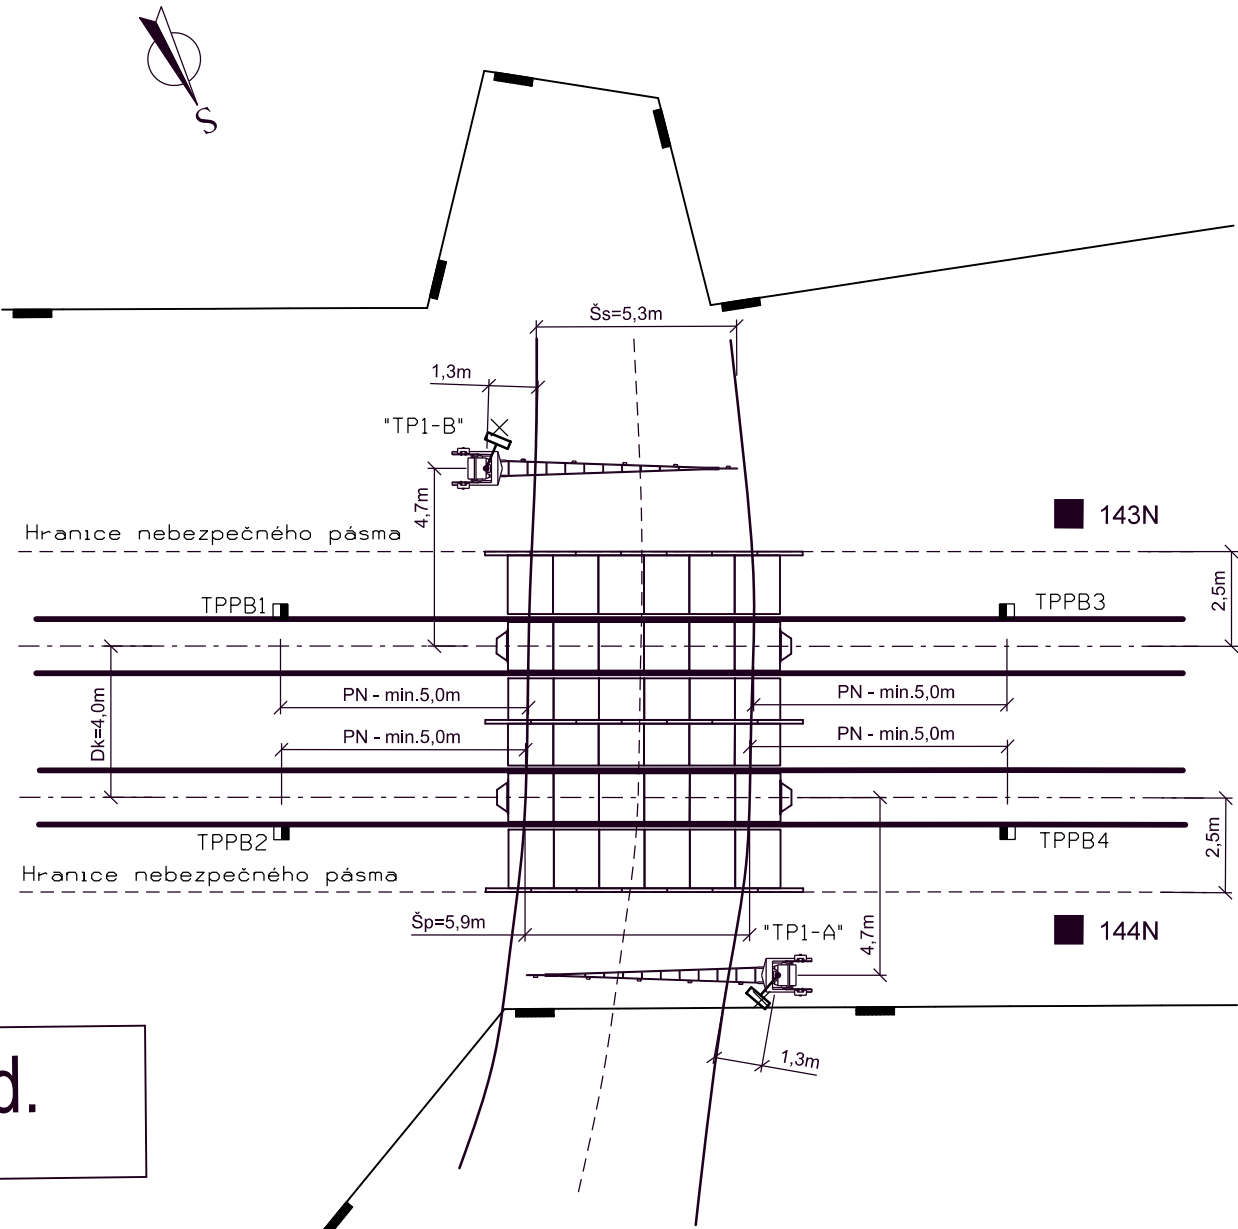 S
Šs=5,3m
1,3m
"TP1-B"
4,7m
143N
Hranice nebezpečného pásma
2,5m
TPPB1
TPPB3
PN - min.5,0m
PN - min.5,0m
Dk=4,0m
PN - min.5,0m
PN - min.5,0m
TPPB2
TPPB4
2,5m
Hranice nebezpečného pásma
Šp=5,9m
"TP1-A"
4,7m
144N
1,3m
d.